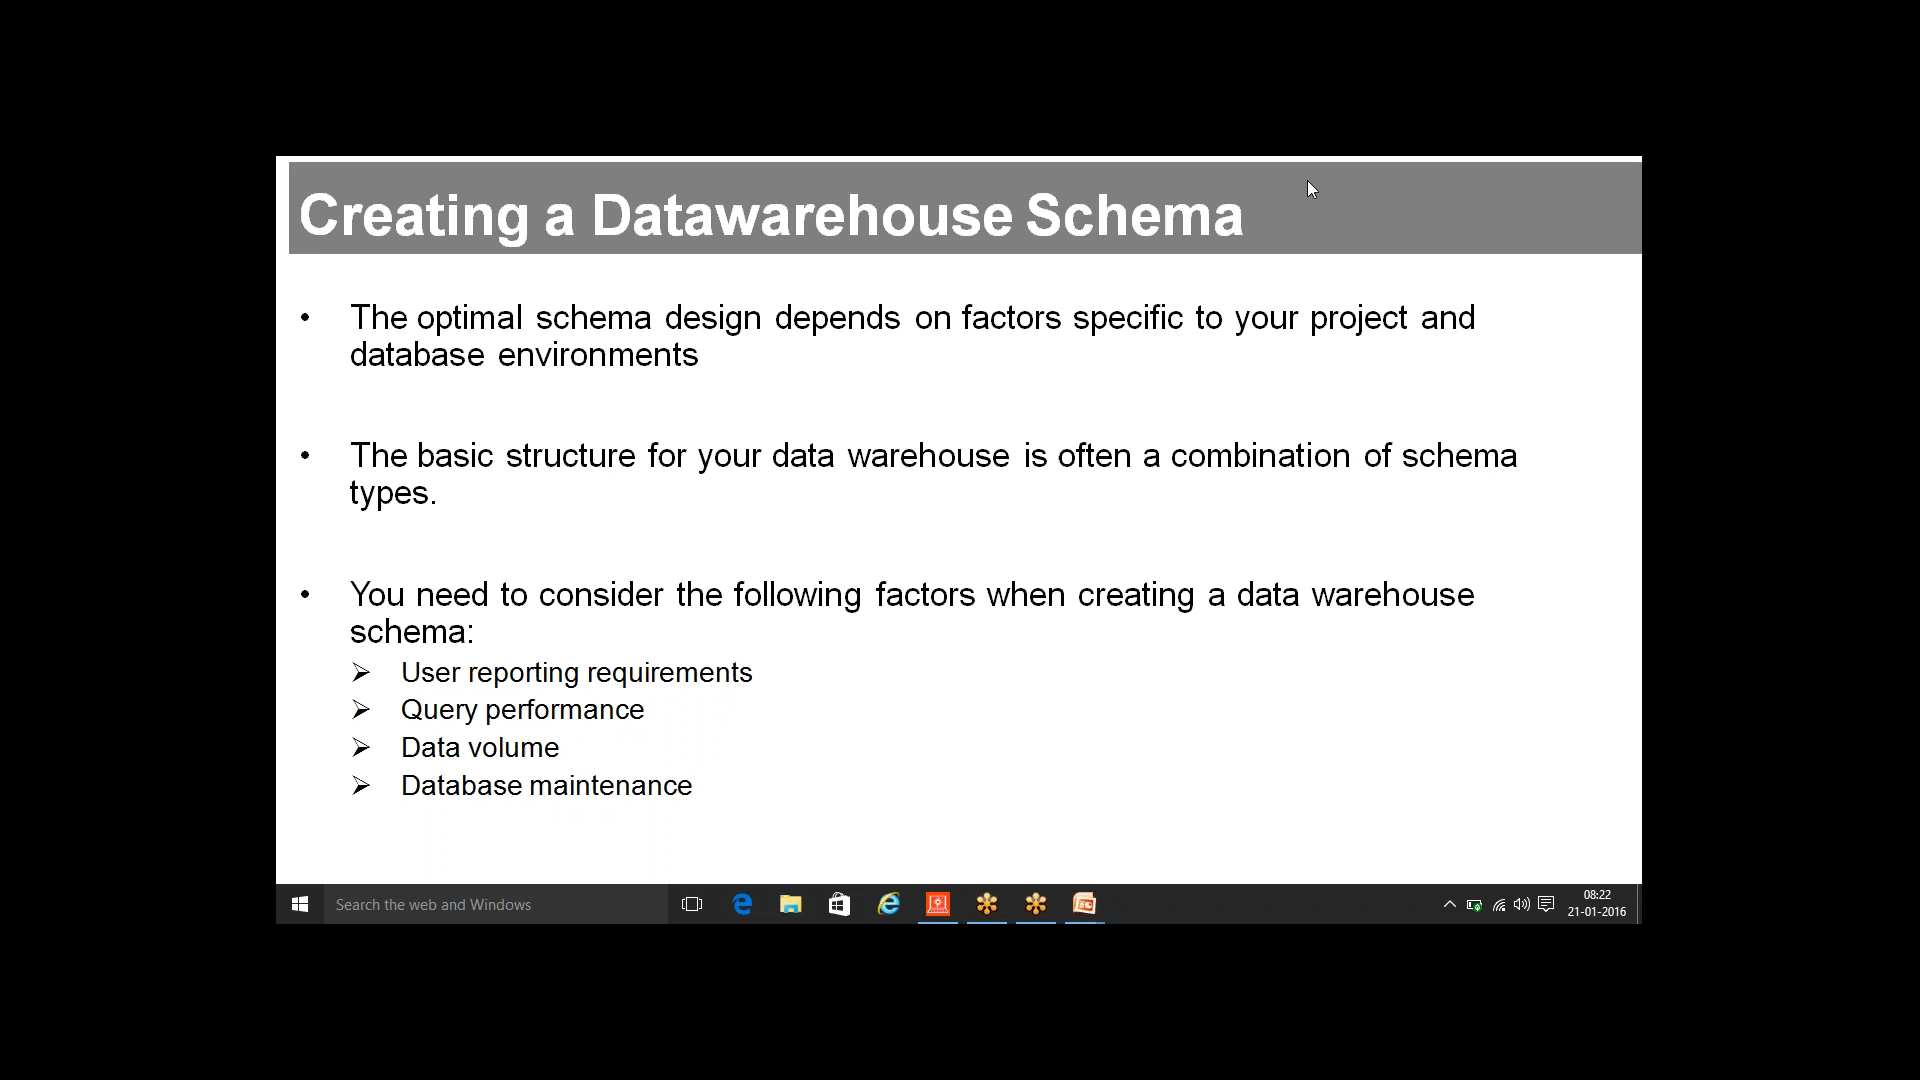 Creating a Datawarehouse Schema
• The optimal schema design depends on factors specific to your project and
database environments
• The basic structure for your data warehouse is often a combination of schema
types.
• You need to consider the following factors when creating a data warehouse
schema:
➢ User reporting requirements
➢ Query performance
➢ Data volume
➢ Database maintenance
Search the web and Windows
08:22
21-01-2016